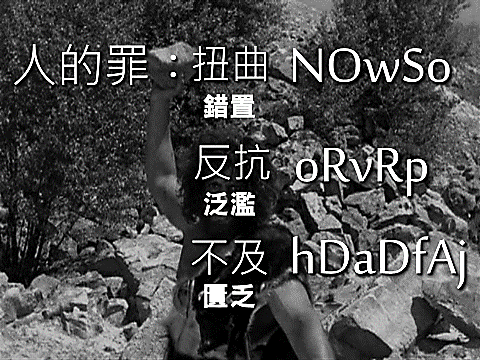 人的罪：扭曲 NOwSo
錯置
反抗 oRvRp
泛濫
不及 hDaDfAj
匱乏